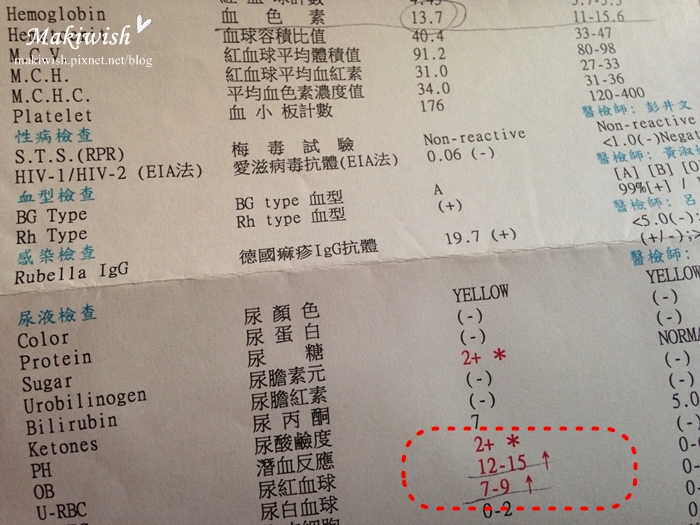 Hemoglobin 血色素 13.7 11-15.6
血球容積比值 40.4 33-47
M.C.V. 紅血球平均體積值 91.2 80-98
M.C.H. 紅血球平均血紅素 31.0 27-33
M.C.H.C. 平均血色素濃度值 34.0 31-36
Platelet 血小板計數 176 120-400
性病檢查 醫檢師: 彭井文
S.T.S.(RPR) 梅毒試驗 Non-reactive Non-reactive
HIV-1/HIV-2 (EIA法) 愛滋病毒抗體(EIA法) 0.06 (-) <1.0(-)Nega
血型檢查 醫檢師: 黃淑
BG Type BG type 血型 A [A] [B] [O]
Rh Type Rh type 血型 (+) 99%[+] /
感染檢查 醫檢師: 呂
Rubella IgG 德國痲疹IgG抗體 19.7 (+) <5.0(-):
(+/-);>
尿液檢查 醫檢師:
Color 尿顏色 YELLOW YELLOW
Protein 尿蛋白 (-) (-)
Sugar 尿糖 (-) (-)
Urobilinogen 尿膽素元 2+ * NORMA
Bilirubin 尿膽紅素 (-) (-)
Ketones 尿丙酮 (-) (-)
PH 尿酸鹼度 7 5.0
OB 潛血反應 2+ * (-)
U-RBC 尿紅血球 12-15 ↑ 0-
尿白血球 7-9 ↑ 0-
0-2 0-
Makiwish
makiwish.pixnet.net/blog